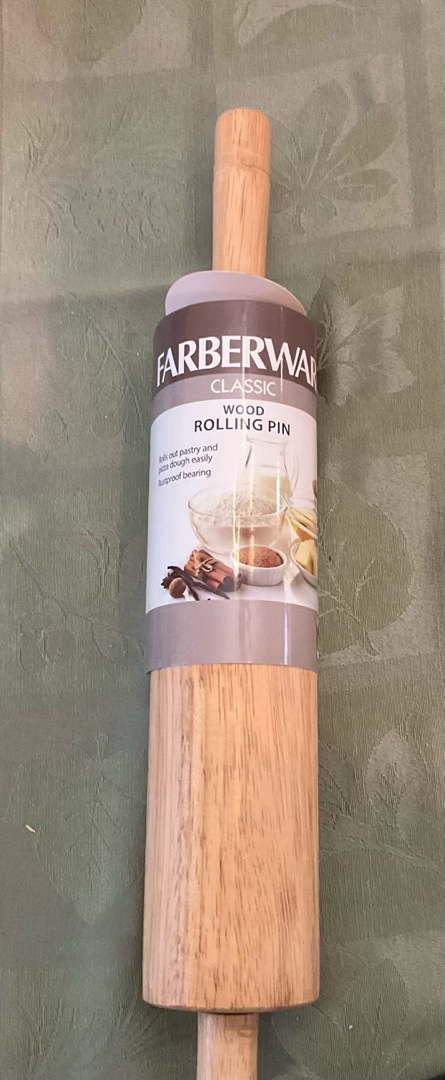 FARBERWAR
CLASSIC
WOOD
ROLLING PIN
Rolls out pastry and
pizza dough easily
Rustproof bearing